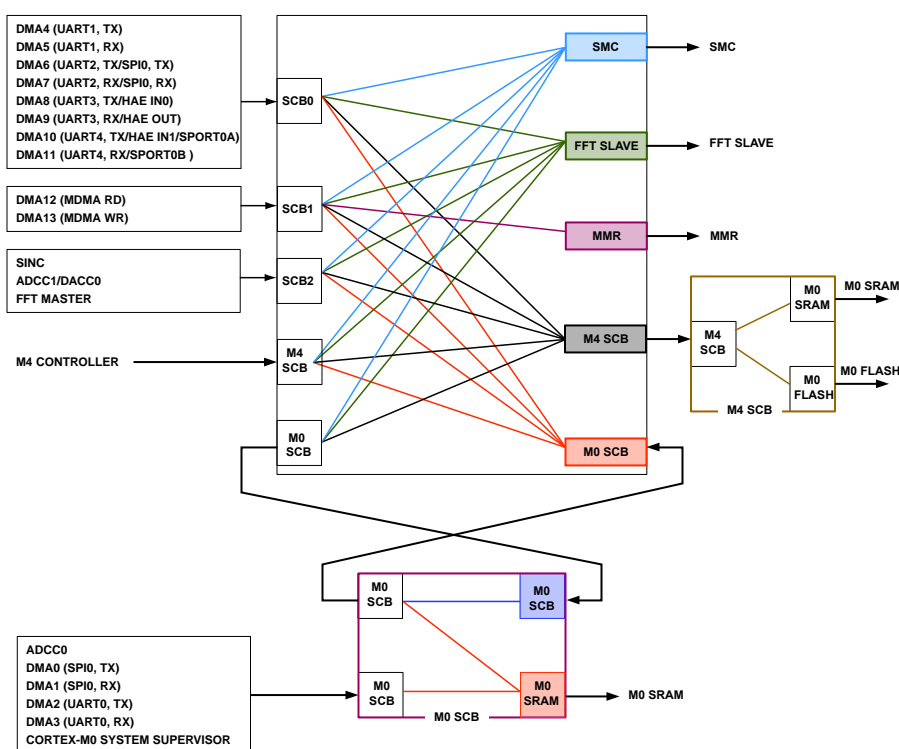 DMA4 (UART1, TX)
DMA5 (UART1, RX)
DMA6 (UART2, TX/SPI0, TX)
DMA7 (UART2, RX/SPI0, RX)
DMA8 (UART3, TX/HAE IN0)
DMA9 (UART3, RX/HAE OUT)
DMA10 (UART4, TX/HAE IN1/SPORT0A)
DMA11 (UART4, RX/SPORT0B )
DMA12 (MDMA RD)
DMA13 (MDMA WR)
SINC
ADCC1/DACC0
FFT MASTER
M4 CONTROLLER
SCB0
SCB1
SCB2
M4
SCB
M0
SCB
SMC
FFT SLAVE
MMR
M4 SCB
M0 SCB
SMC
FFT SLAVE
MMR
M4
SCB
M0
SRAM
M0
FLASH
M4 SCB
M0 SRAM
M0 FLASH
M0
SCB
M0
SCB
M0
SCB
M0
SRAM
M0 SCB
M0 SRAM
ADCC0
DMA0 (SPI0, TX)
DMA1 (SPI0, RX)
DMA2 (UART0, TX)
DMA3 (UART0, RX)
CORTEX-M0 SYSTEM SUPERVISOR